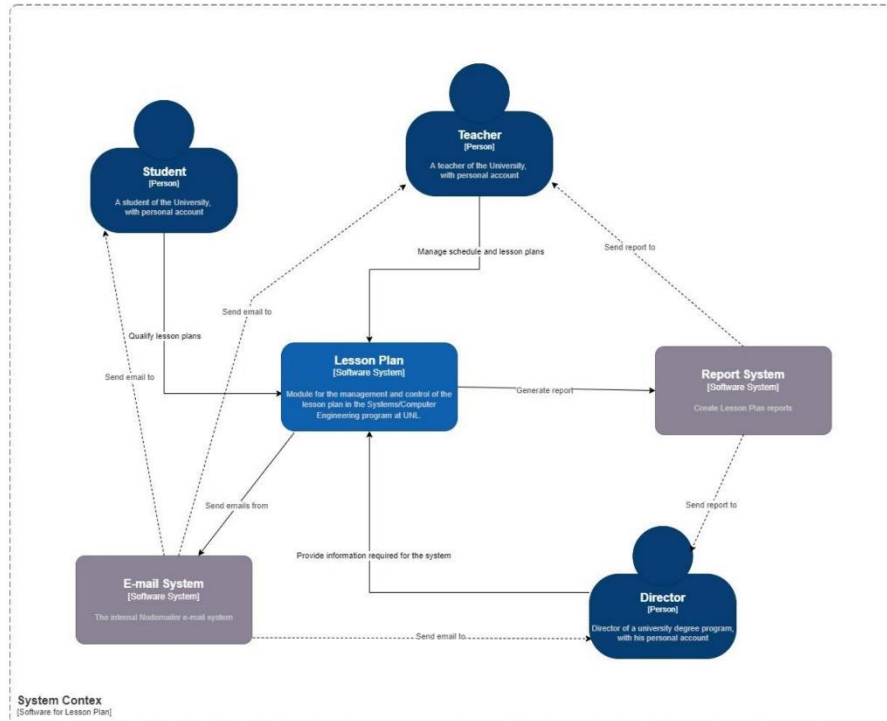 Teacher
[Person]
A teacher of the University,
with personal account
Student
[Person]
A student of the University,
with personal account
Manage schedule and lesson plans
Send report to
Send email to
Qualify lesson plans
Send email to
Lesson Plan
[Software System]
Module for the management and control of the
lesson plan in the Systems/Computer
Engineering program at UNL.
Generate report
Report System
[Software System]
Create Lesson Plan reports
Send emails from
Send report to
Provide information required for the system
E-mail System
[Software System]
The internal Nodemailer e-mail system
Director
[Person]
Director of a university degree program,
with his personal account
Send email to
System Contex
[Software for Lesson Plan]